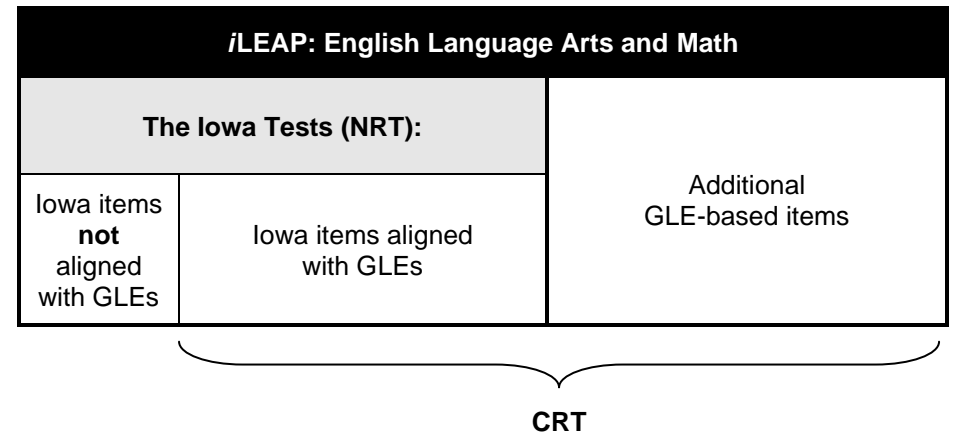 iLEAP: English Language Arts and Math
The Iowa Tests (NRT):
Iowa items
not
aligned
with GLEs
Iowa items aligned
with GLEs
Additional
GLE-based items
CRT